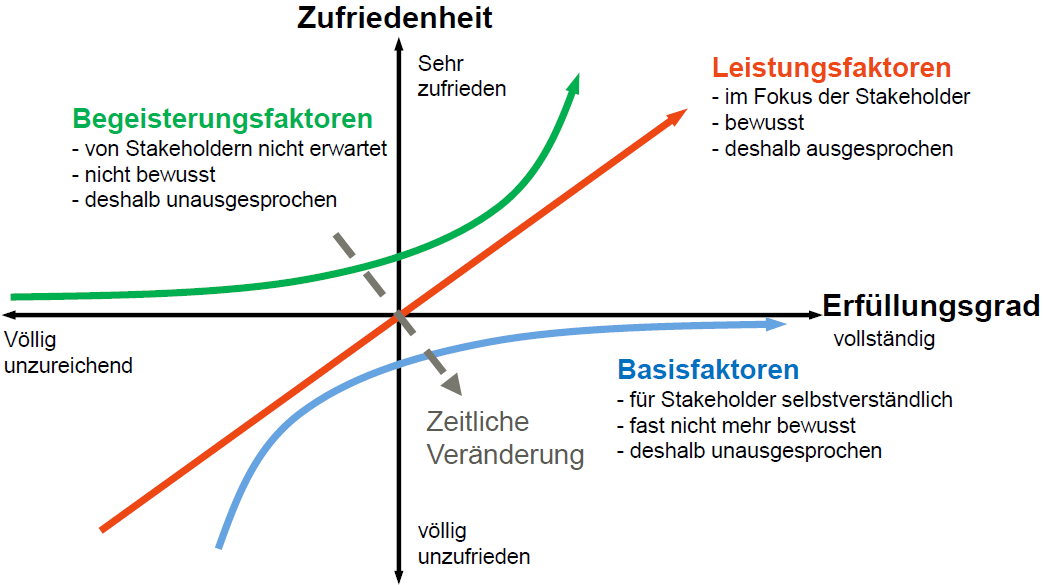 Zufriedenheit
Sehr
zufrieden
Leistungsfaktoren
- im Fokus der Stakeholder
- bewusst
- deshalb ausgesprochen
Begeisterungsfaktoren
- von Stakeholdern nicht erwartet
- nicht bewusst
- deshalb unausgesprochen
Erfüllungsgrad
vollständig
Völlig
unzureichend
Basisfaktoren
- für Stakeholder selbstverständlich
- fast nicht mehr bewusst
- deshalb unausgesprochen
Zeitliche
Veränderung
völlig
unzufrieden